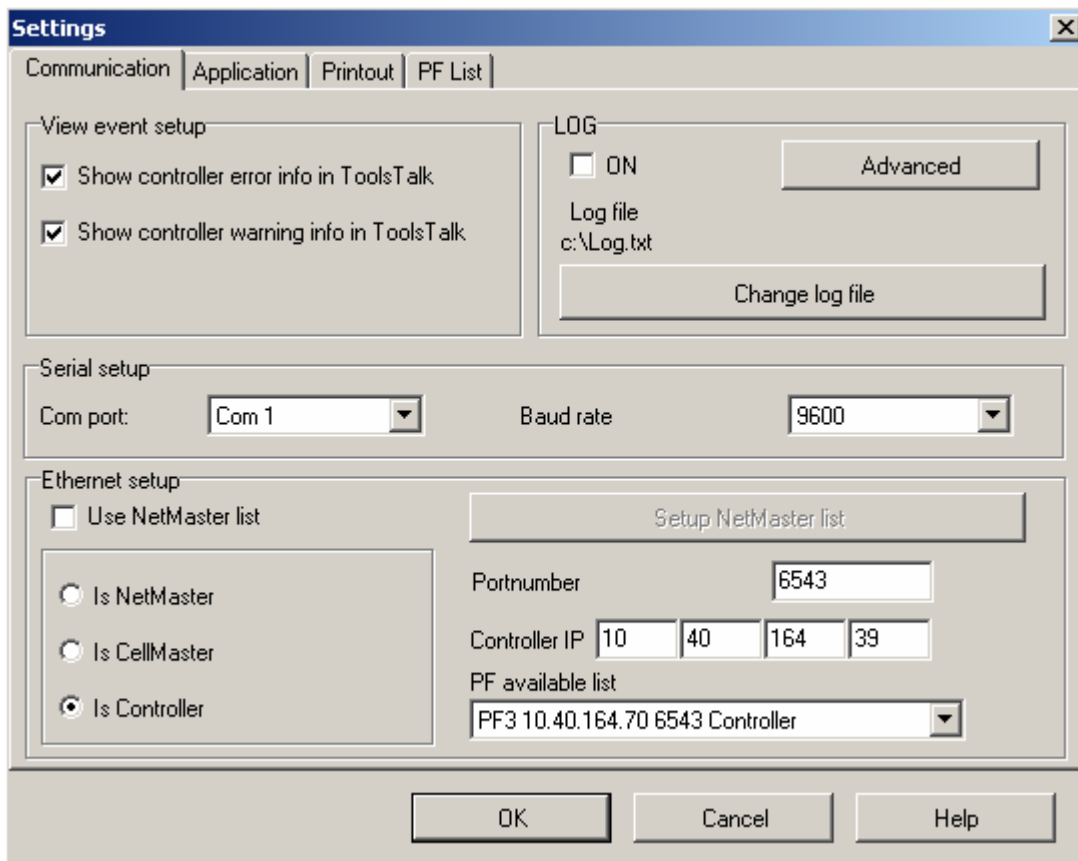 Settings
Communication Application Printout PF List
View event setup
Show controller error info in ToolsTalk
Show controller warning info in ToolsTalk
LOG
ON Advanced
Log file
c:\Log.txt
Change log file
Serial setup
Com port: Com 1 Baud rate 9600
Ethernet setup
Use NetMaster list Setup NetMaster list
Is NetMaster
Is CellMaster
Is Controller
Portnumber 6543
Controller IP 10 40 164 39
PF available list
PF3 10.40.164.70 6543 Controller
OK Cancel Help